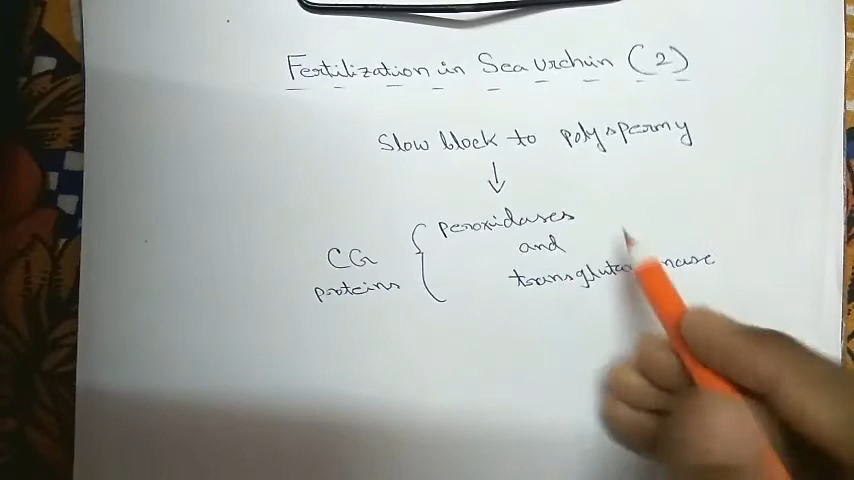 Fertilization in Sea urchin (2)
Slow block to polyspermy
peroxidases
CG
and
proteins